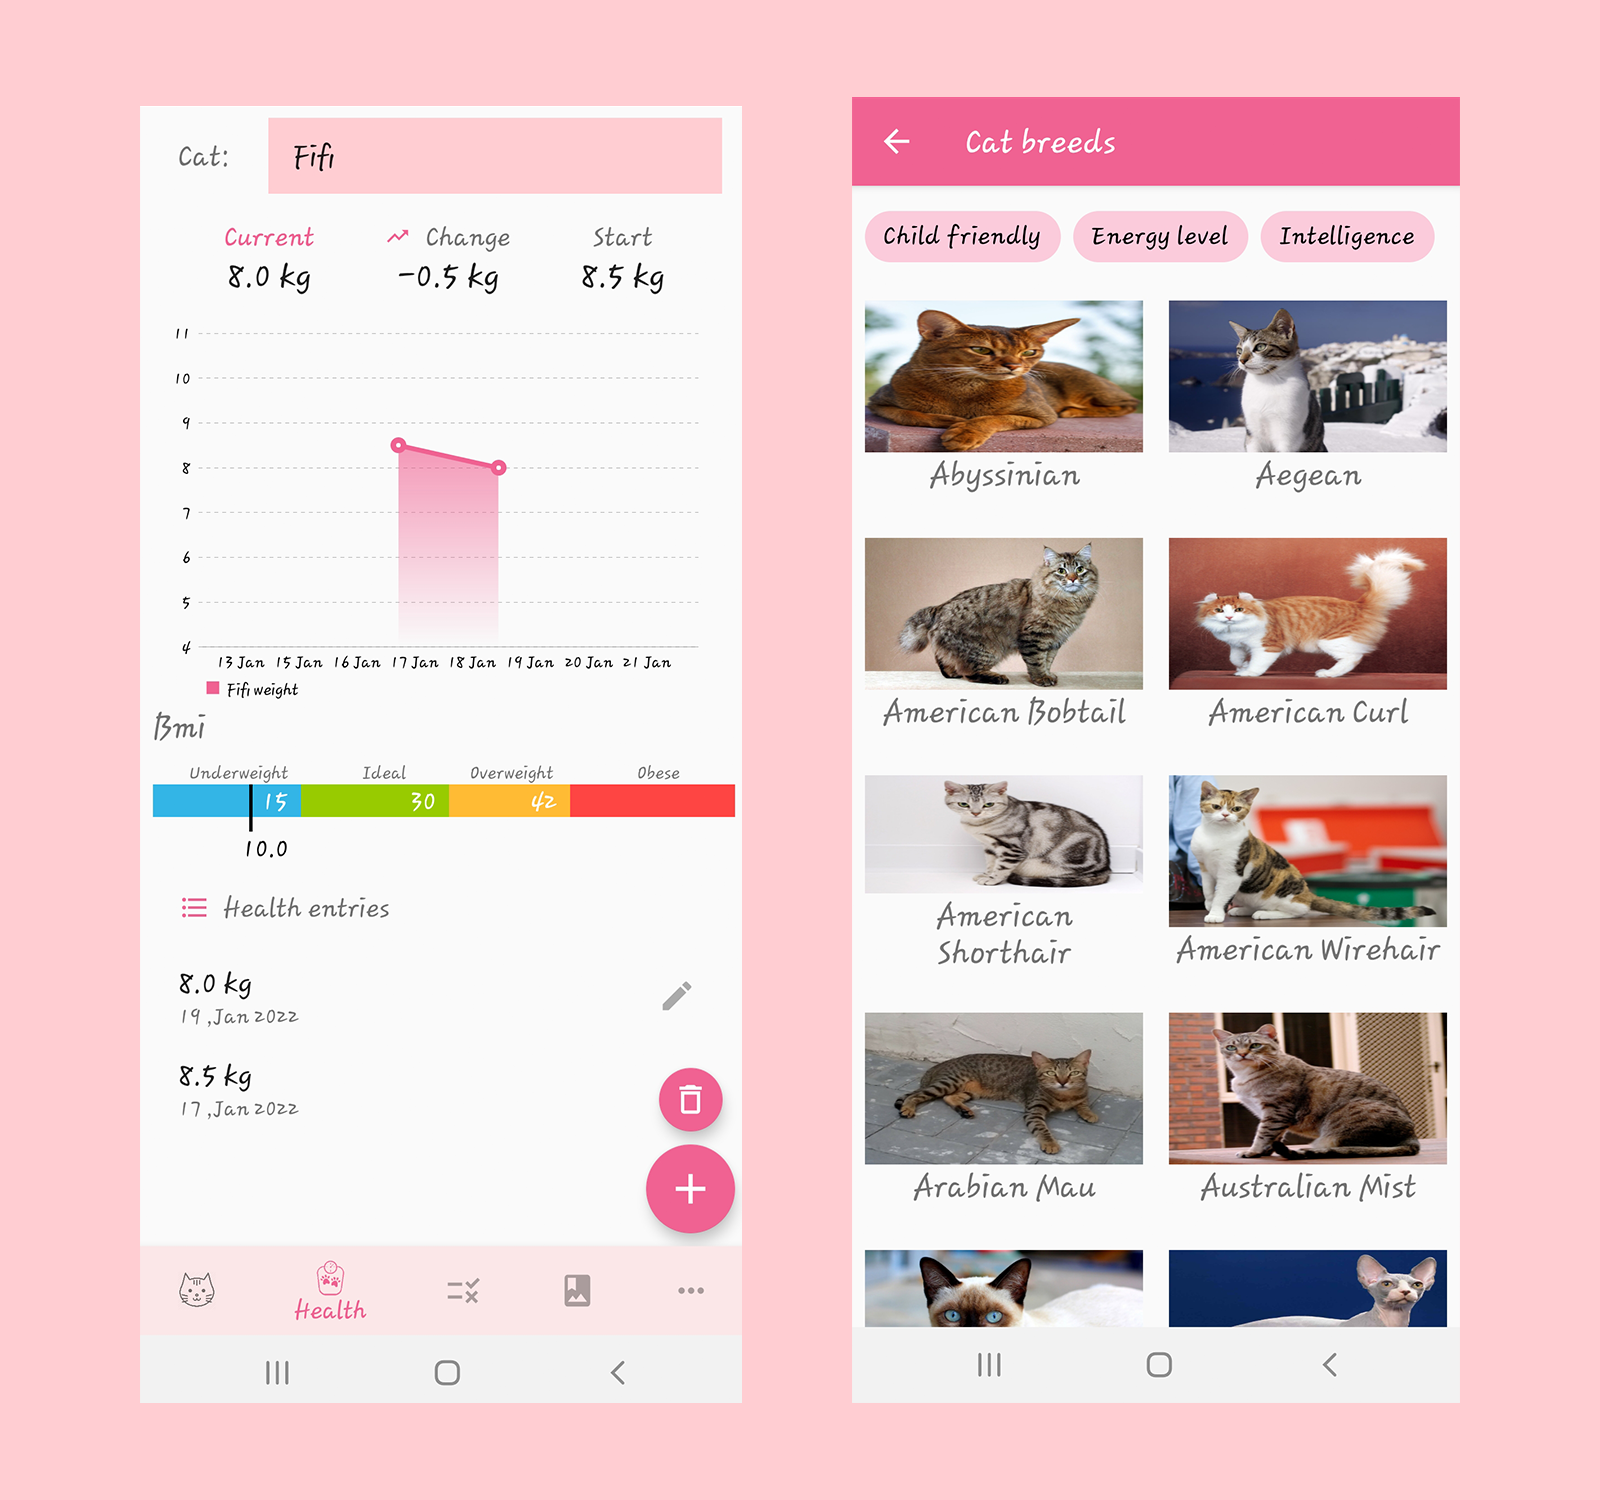 Cat:
Fifi
Current
Change
Start
8.0 kg
-0.5 kg
8.5 kg
11
10
9
8
7
6
5
4
13 Jan 15 Jan 16 Jan 17 Jan 18 Jan 19 Jan 20 Jan 21 Jan
Fifi weight
Bmi
Underweight
Ideal
Overweight
Obese
15
30
42
10.0
Health entries
8.0 kg
19 ,Jan 2022
8.5 kg
17 ,Jan 2022
Health
Cat breeds
Child friendly
Energy level
Intelligence
Abyssinian
Aegean
American Bobtail
American Curl
American
Shorthair
American Wirehair
Arabian Mau
Australian Mist